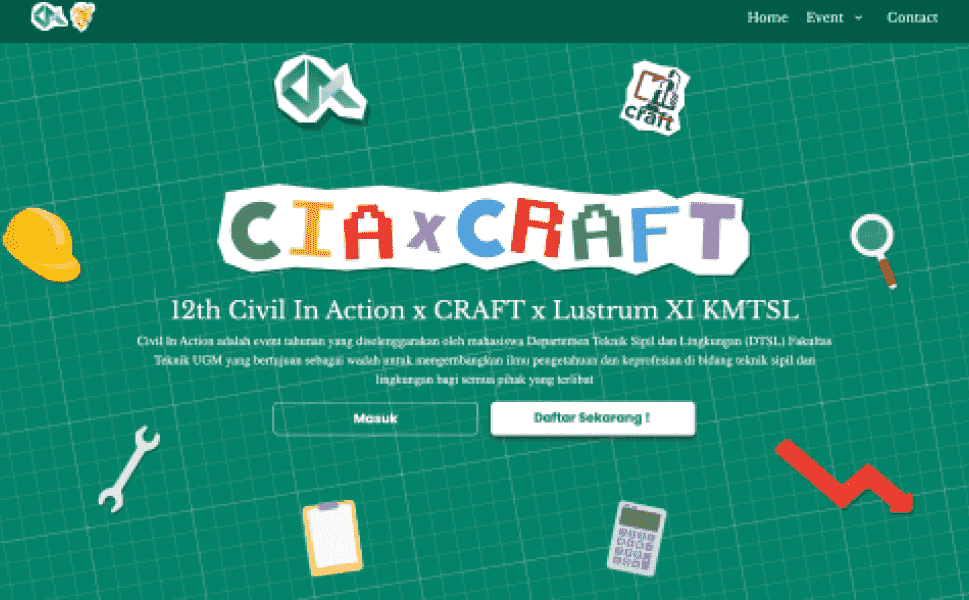 Home Event Contact
craft
CIAxCRAFT
12th Civil In Action x CRAFT x Lustrum XI KMTSL
Civil In Action adalah event tahunan yang diselenggarakan oleh mahasiswa Departemen Teknik Sipil dan Lingkungan (DTSL) Fakultas
Teknik UGM yang bertujuan sebagai wadah untuk mengembangkan ilmu pengetahuan dan keprofesian di bidang teknik sipil dan
lingkungan bagi semua pihak yang terlibat
Masuk Daftar Sekarang !